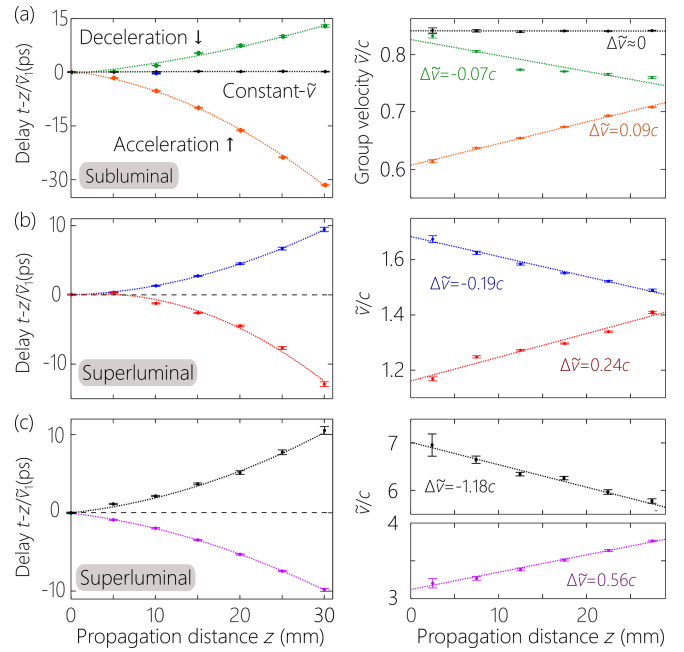 (a)
15
0
-15
-30
Delay t-z/ṽ₁(ps)
Deceleration ↓
Constant-ṽ
Acceleration ↑
Subluminal
0.8
0.7
0.6
Group velocity ṽ/c
Δṽ≈0
Δṽ=-0.07c
Δṽ=0.09c
(b)
10
0
-10
Delay t-z/ṽ₁(ps)
Superluminal
1.6
1.4
1.2
ṽ/c
Δṽ=-0.19c
Δṽ=0.24c
(c)
10
0
-10
Delay t-z/ṽ₁(ps)
Superluminal
0 5 10 15 20 25 30
Propagation distance z (mm)
7
6
ṽ/c
Δṽ=-1.18c
4
3
Δṽ=0.56c
0 10 20
Propagation distance z (mm)